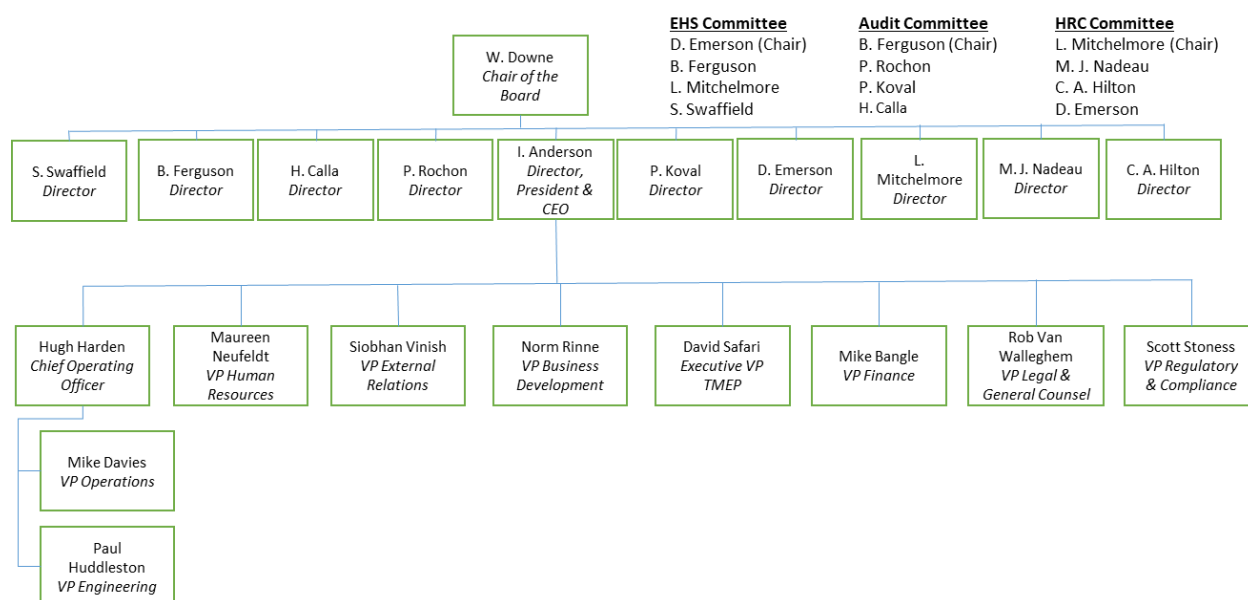 EHS Committee
D. Emerson (Chair)
B. Ferguson
L. Mitchelmore
S. Swaffield
Audit Committee
B. Ferguson (Chair)
P. Rochon
P. Koval
H. Calla
HRC Committee
L. Mitchelmore (Chair)
M. J. Nadeau
C. A. Hilton
D. Emerson
W. Downe
Chair of the
Board
S. Swaffield
Director
B. Ferguson
Director
H. Calla
Director
P. Rochon
Director
I. Anderson
Director,
President &
CEO
P. Koval
Director
D. Emerson
Director
L.
Mitchelmore
Director
M. J. Nadeau
Director
C. A. Hilton
Director
Hugh Harden
Chief Operating
Officer
Maureen
Neufeldt
VP Human
Resources
Siobhan Vinish
VP External
Relations
Norm Rinne
VP Business
Development
David Safari
Executive VP
TMEP
Mike Bangle
VP Finance
Rob Van
Walleghem
VP Legal &
General Counsel
Scott Stoness
VP Regulatory
& Compliance
Mike Davies
VP Operations
Paul
Huddleston
VP Engineering